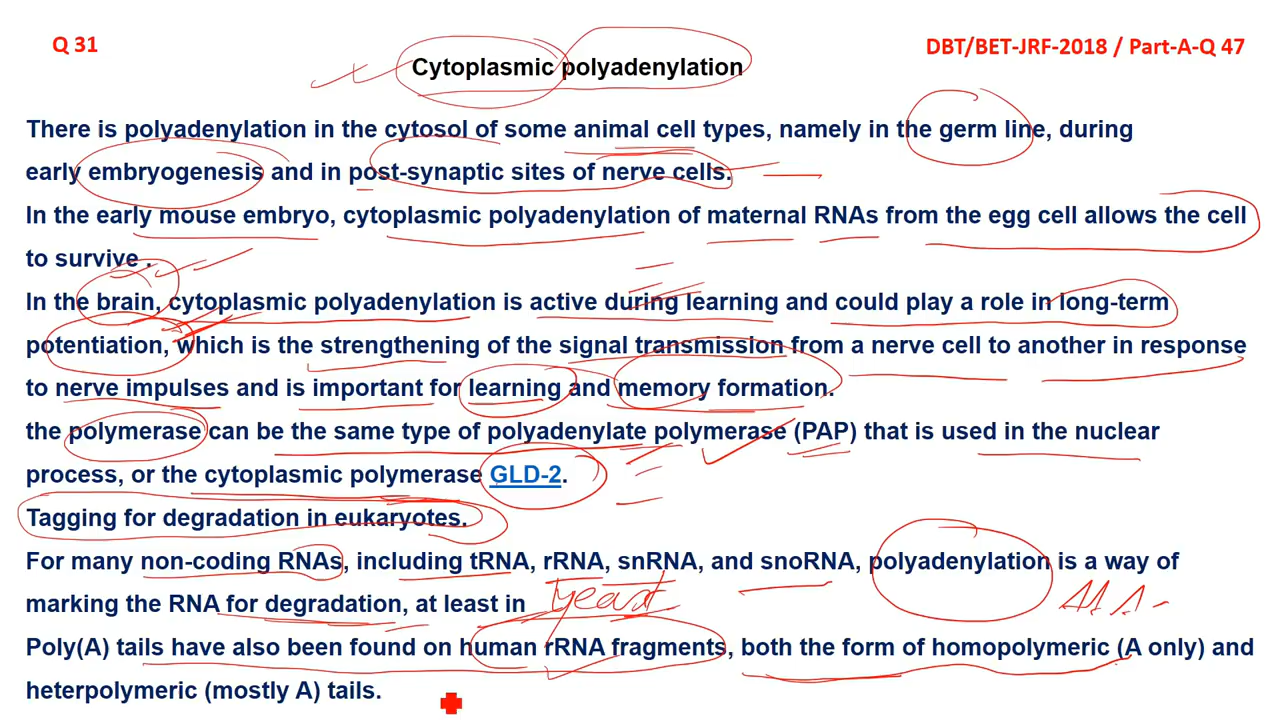 Q 31
DBT/BET-JRF-2018 / Part-A-Q 47
Cytoplasmic polyadenylation
There is polyadenylation in the cytosol of some animal cell types, namely in the germ line, during
early embryogenesis and in post-synaptic sites of nerve cells.
In the early mouse embryo, cytoplasmic polyadenylation of maternal RNAs from the egg cell allows the cell
to survive .
In the brain, cytoplasmic polyadenylation is active during learning and could play a role in long-term
potentiation, which is the strengthening of the signal transmission from a nerve cell to another in response
to nerve impulses and is important for learning and memory formation.
the polymerase can be the same type of polyadenylate polymerase (PAP) that is used in the nuclear
process, or the cytoplasmic polymerase GLD-2.
Tagging for degradation in eukaryotes.
For many non-coding RNAs, including tRNA, rRNA, snRNA, and snoRNA, polyadenylation is a way of
marking the RNA for degradation, at least in yeast
AAA-
Poly(A) tails have also been found on human rRNA fragments, both the form of homopolymeric (A only) and
heterpolymeric (mostly A) tails.